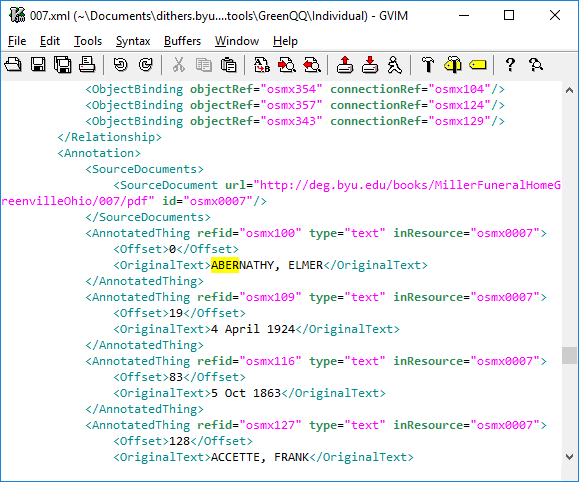 007.xml (~\Documents\dithers.byu....tools\GreenQQ\Individual) - GVIM
File Edit Tools Syntax Buffers Window Help
<ObjectBinding objectRef="osmx354" connectionRef="osmx104"/>
<ObjectBinding objectRef="osmx357" connectionRef="osmx124"/>
<ObjectBinding objectRef="osmx343" connectionRef="osmx129"/>
</Relationship>
<Annotation>
<SourceDocuments>
<SourceDocument url="http://deg.byu.edu/books/MillerFuneralHomeG
reenvilleOhio/007/pdf" id="osmx0007"/>
</SourceDocuments>
<AnnotatedThing refid="osmx100" type="text" inResource="osmx0007">
<Offset>0</Offset>
<OriginalText>ABERNATHY, ELMER</OriginalText>
</AnnotatedThing>
<AnnotatedThing refid="osmx109" type="text" inResource="osmx0007">
<Offset>19</Offset>
<OriginalText>4 April 1924</OriginalText>
</AnnotatedThing>
<AnnotatedThing refid="osmx116" type="text" inResource="osmx0007">
<Offset>83</Offset>
<OriginalText>5 Oct 1863</OriginalText>
</AnnotatedThing>
<AnnotatedThing refid="osmx127" type="text" inResource="osmx0007">
<Offset>128</Offset>
<OriginalText>ACCETTE, FRANK</OriginalText>